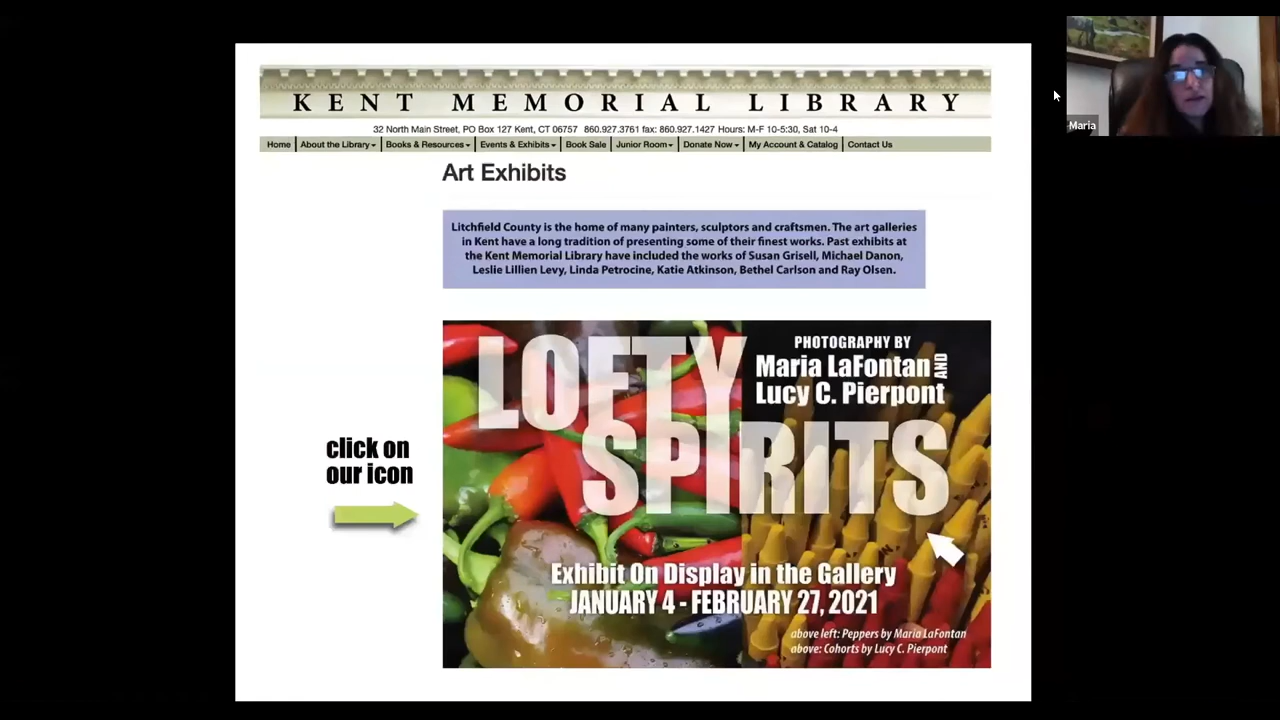 KENT MEMORIAL LIBRARY
32 North Main Street, PO Box 127 Kent, CT 06757 860.927.3761 fax: 860.927.1427 Hours: M-F 10-5:30, Sat 10-4
Home About the Library Books & Resources Events & Exhibits Book Sale Junior Room Donate Now My Account & Catalog Contact Us
Art Exhibits
Litchfield County is the home of many painters, sculptors and craftsmen. The art galleries
in Kent have a long tradition of presenting some of their finest works. Past exhibits at
the Kent Memorial Library have included the works of Susan Grisell, Michael Danon,
Leslie Lillien Levy, Linda Petrocine, Katie Atkinson, Bethel Carlson and Ray Olsen.
click on
our icon
LOFTY
SPIRITS
PHOTOGRAPHY BY
Maria LaFontan AND
Lucy C. Pierpont
Exhibit On Display in the Gallery
JANUARY 4 - FEBRUARY 27, 2021
above left: Peppers by Maria LaFontan
above: Cohorts by Lucy C. Pierpont
Maria